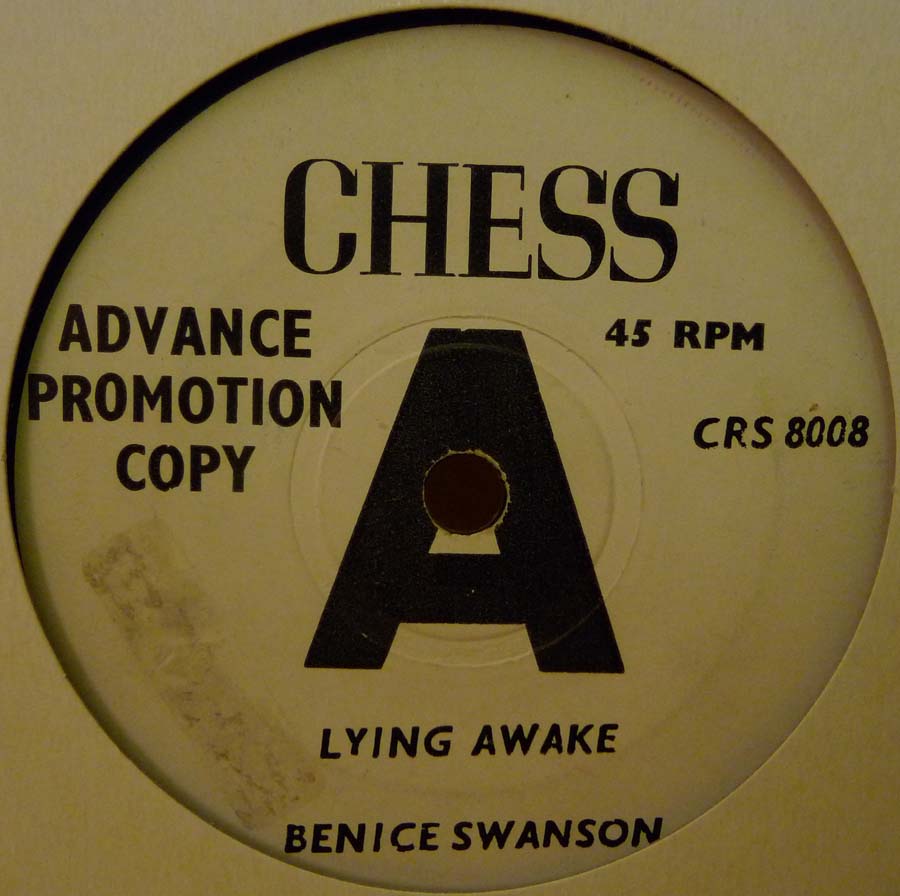 CHESS
ADVANCE
PROMOTION
COPY
A
45 RPM
CRS 8008
LYING AWAKE
BENICE SWANSON